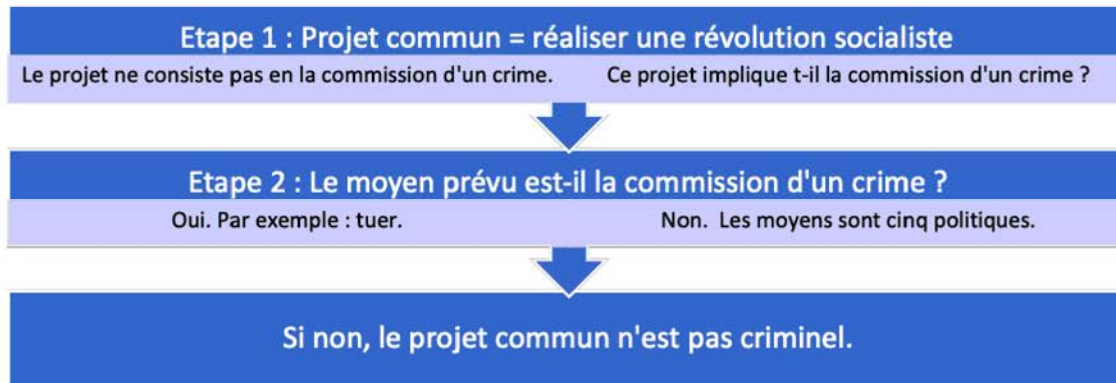 Etape 1 : Projet commun = réaliser une révolution socialiste
Le projet ne consiste pas en la commission d'un crime. Ce projet implique t-il la commission d'un crime ?
Etape 2 : Le moyen prévu est-il la commission d'un crime ?
Oui. Par exemple : tuer. Non. Les moyens sont cinq politiques.
Si non, le projet commun n'est pas criminel.